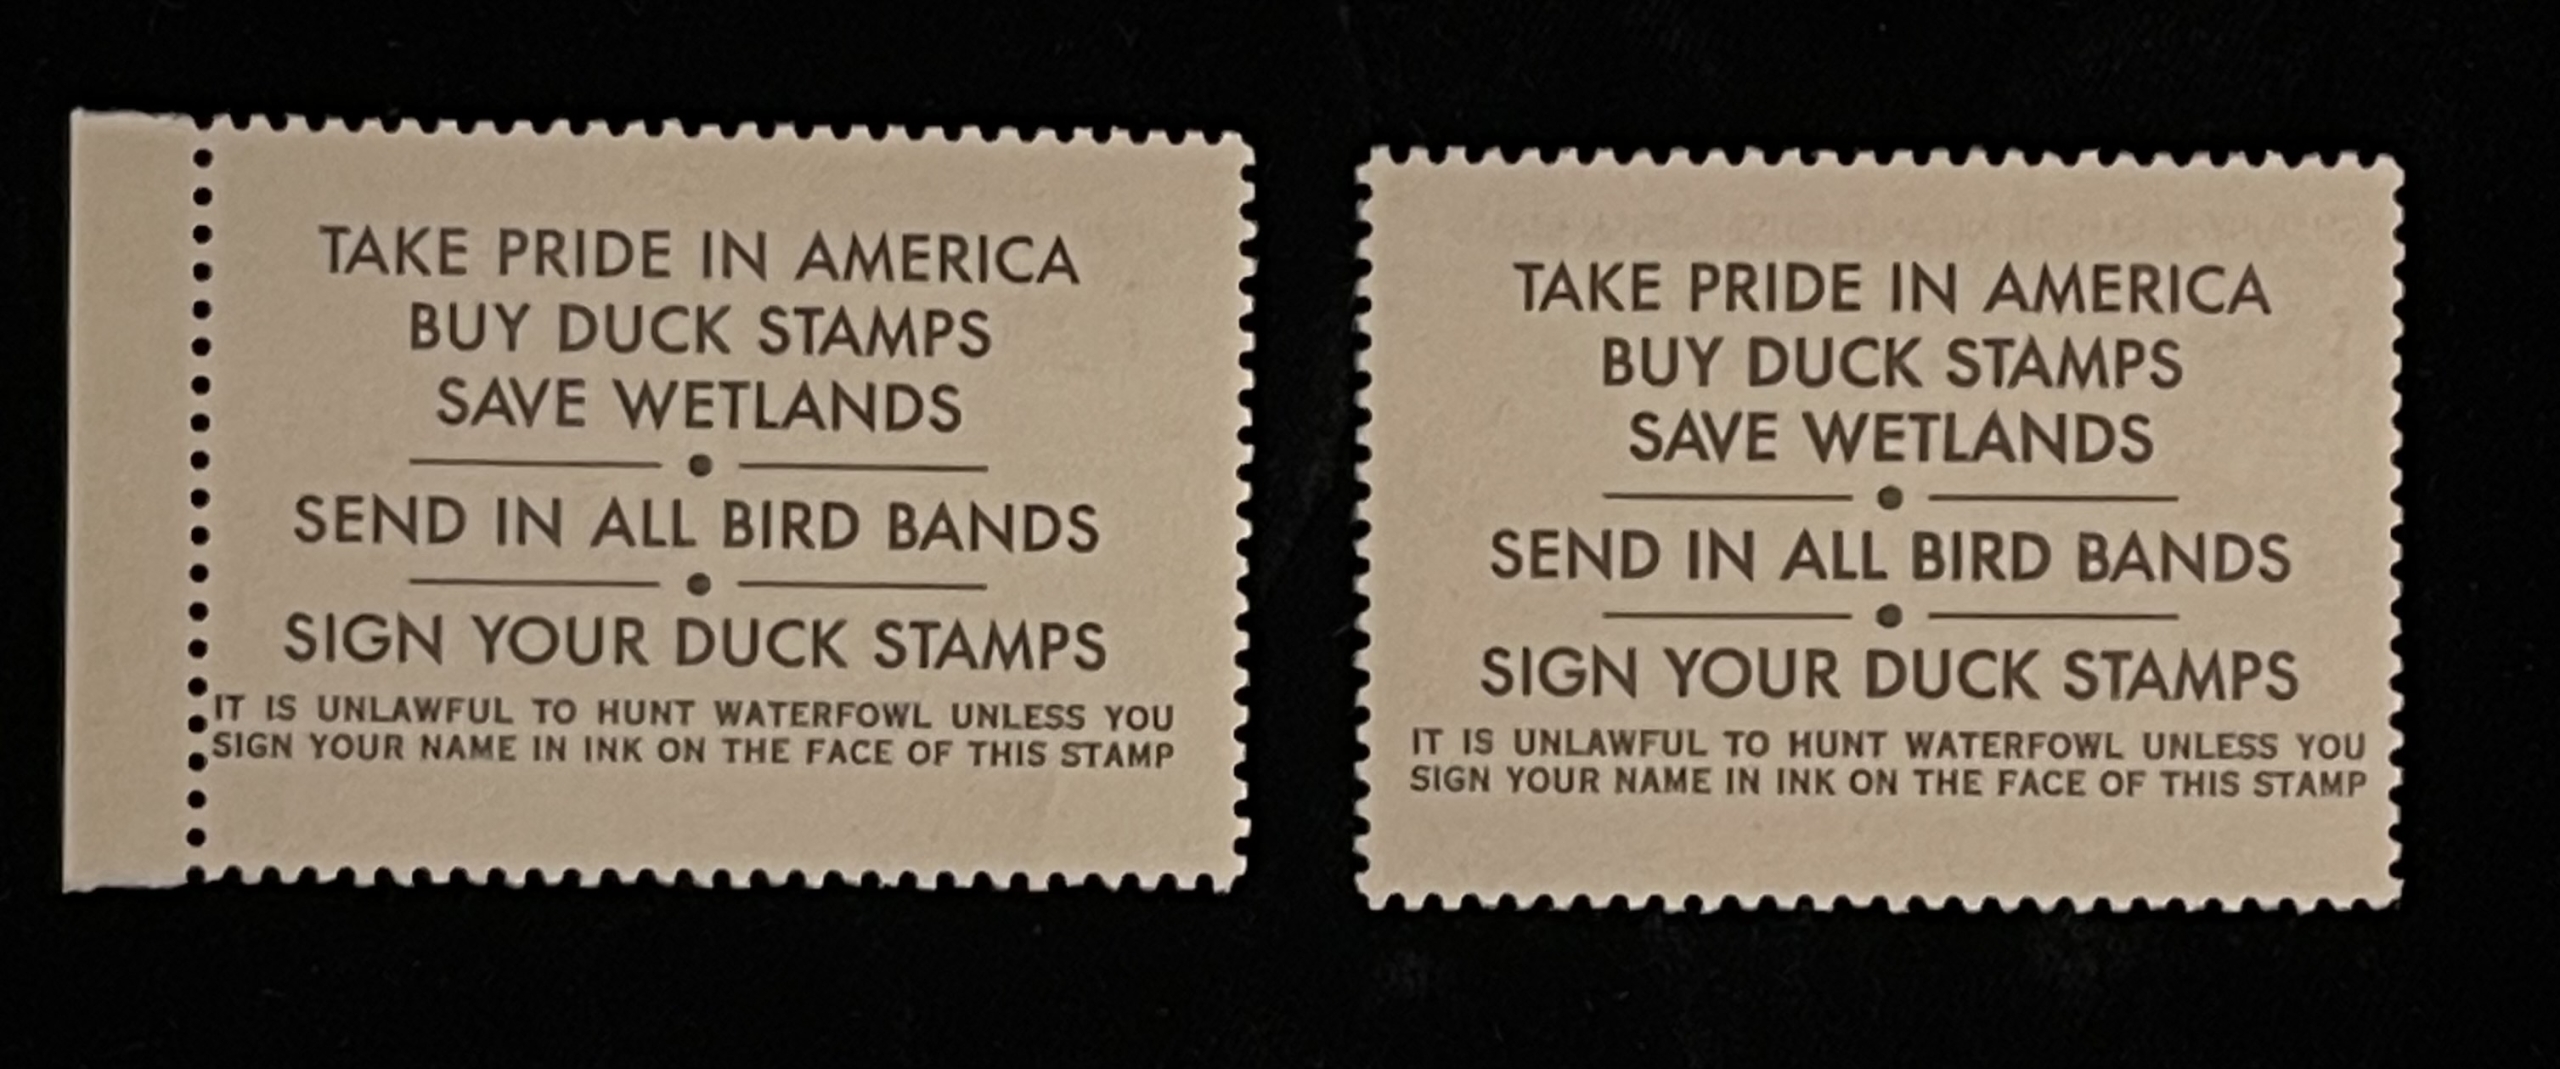 TAKE PRIDE IN AMERICA
BUY DUCK STAMPS
SAVE WETLANDS
SEND IN ALL BIRD BANDS
SIGN YOUR DUCK STAMPS
IT IS UNLAWFUL TO HUNT WATERFOWL UNLESS YOU
SIGN YOUR NAME IN INK ON THE FACE OF THIS STAMP
TAKE PRIDE IN AMERICA
BUY DUCK STAMPS
SAVE WETLANDS
SEND IN ALL BIRD BANDS
SIGN YOUR DUCK STAMPS
IT IS UNLAWFUL TO HUNT WATERFOWL UNLESS YOU
SIGN YOUR NAME IN INK ON THE FACE OF THIS STAMP